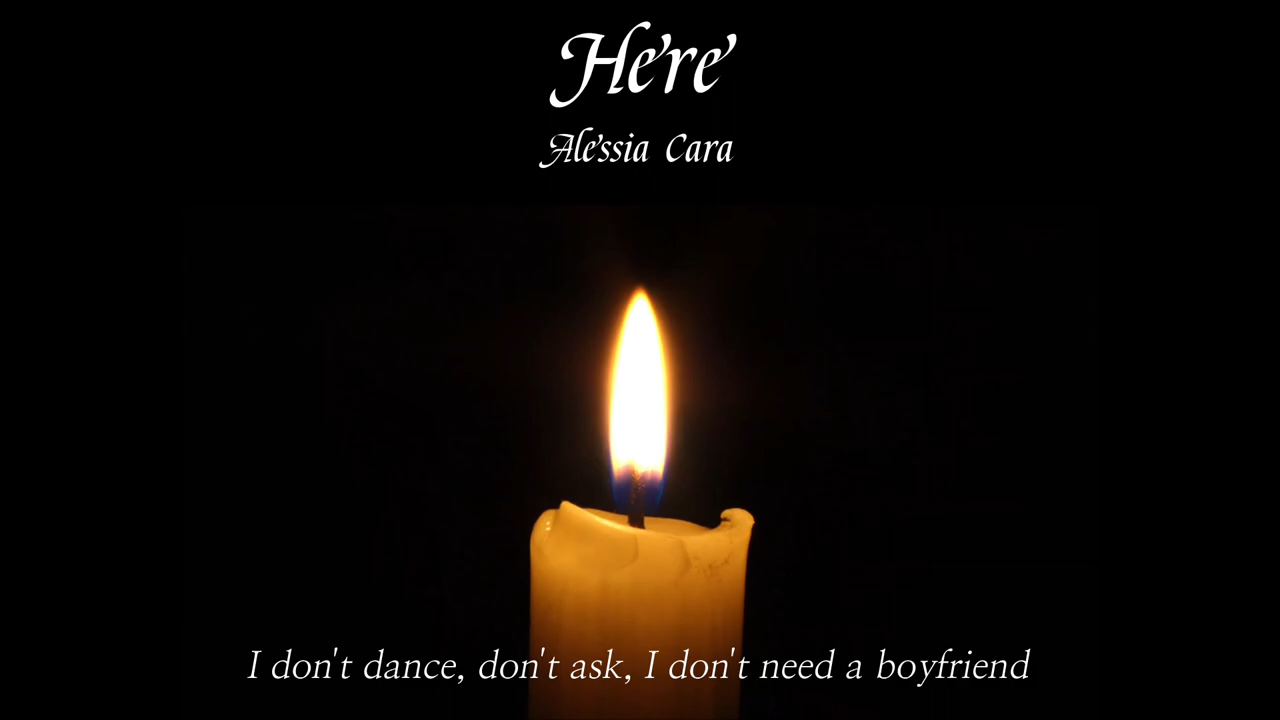 Here
Alessia Cara
I don't dance, don't ask, I don't need a boyfriend